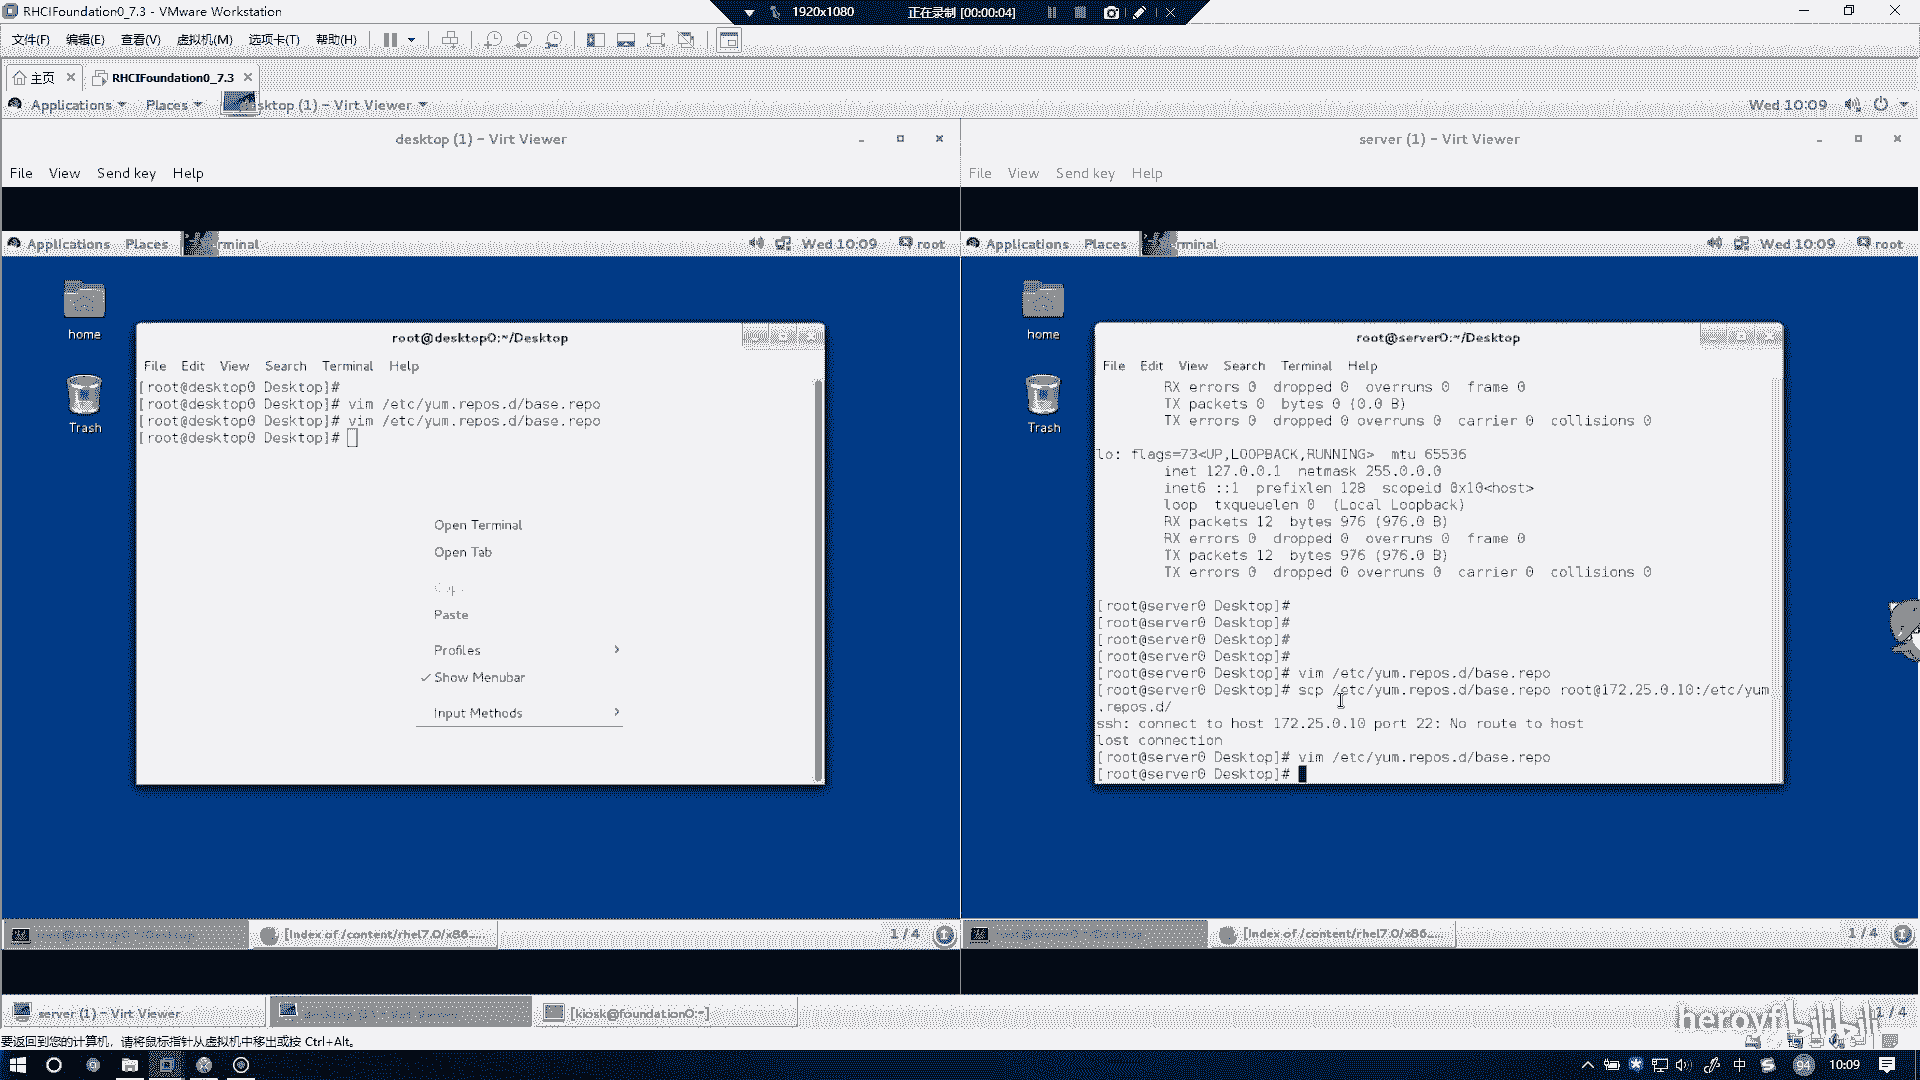 RHCIFoundation0_7.3 - VMware Workstation
1920x1080
正在录制 [00:00:04]
文件(F) 编辑(E) 查看(V) 虚拟机(M) 选项卡(T) 帮助(H)
主页
RHCIFoundation0_7.3
Applications Places sktop (1) - Virt Viewer
Wed 10:09
desktop (1) - Virt Viewer
File View Send key Help
Applications Places rminal
Wed 10:09 root
home
Trash
root@desktop0:~/Desktop
File Edit View Search Terminal Help
[root@desktop0 Desktop]#
[root@desktop0 Desktop]# vim /etc/yum.repos.d/base.repo
[root@desktop0 Desktop]# vim /etc/yum.repos.d/base.repo
[root@desktop0 Desktop]#
Open Terminal
Open Tab
Paste
Profiles
Show Menubar
Input Methods
root@desktop0:~/Desktop
[Index of /content/rhel7.0/x86_...
1 / 4
server (1) - Virt Viewer
File View Send key Help
Applications Places rminal
Wed 10:09 root
home
Trash
root@server0:~/Desktop
File Edit View Search Terminal Help
RX errors 0 dropped 0 overruns 0 frame 0
TX packets 0 bytes 0 (0.0 B)
TX errors 0 dropped 0 overruns 0 carrier 0 collisions 0
lo: flags=73<UP,LOOPBACK,RUNNING> mtu 65536
inet 127.0.0.1 netmask 255.0.0.0
inet6 ::1 prefixlen 128 scopeid 0x10<host>
loop txqueuelen 0 (Local Loopback)
RX packets 12 bytes 976 (976.0 B)
RX errors 0 dropped 0 overruns 0 frame 0
TX packets 12 bytes 976 (976.0 B)
TX errors 0 dropped 0 overruns 0 carrier 0 collisions 0
[root@server0 Desktop]#
[root@server0 Desktop]#
[root@server0 Desktop]#
[root@server0 Desktop]#
[root@server0 Desktop]# vim /etc/yum.repos.d/base.repo
[root@server0 Desktop]# scp /etc/yum.repos.d/base.repo root@172.25.0.10:/etc/yum
.repos.d/
ssh: connect to host 172.25.0.10 port 22: No route to host
lost connection
[root@server0 Desktop]# vim /etc/yum.repos.d/base.repo
[root@server0 Desktop]#
root@server0:~/Desktop
[Index of /content/rhel7.0/x86_...
1 / 4
server (1) - Virt Viewer
desktop (1) - Virt Viewer
[kiosk@foundation0:~]
1 / 4
要返回到您的计算机，请将鼠标指针从虚拟机中移出或按 Ctrl+Alt。
中
94
10:09